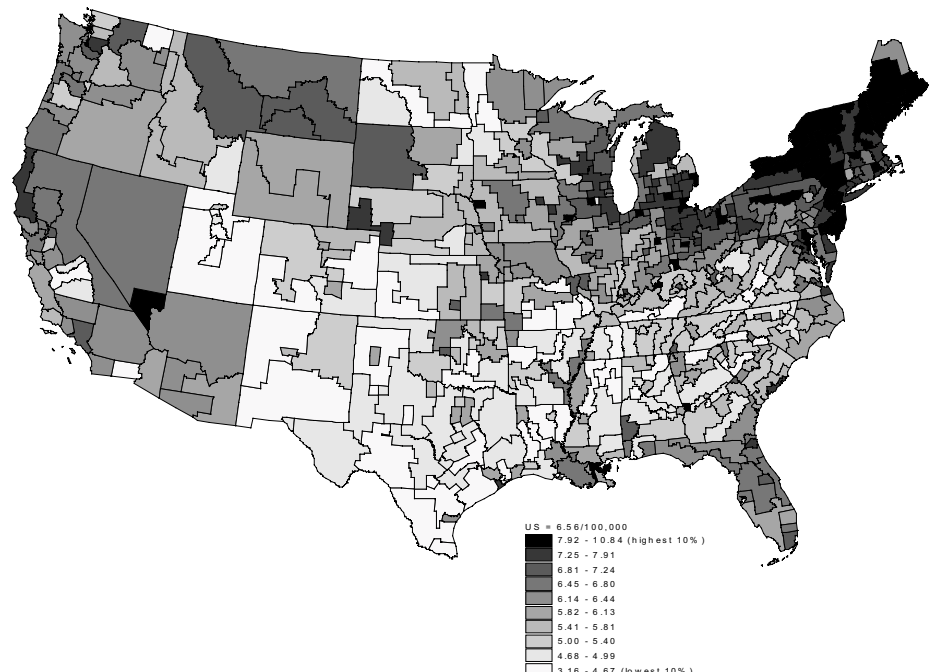 US = 6.56/100,000
7.92 - 10.84 (highest 10%)
7.25 - 7.91
6.81 - 7.24
6.45 - 6.80
6.14 - 6.44
5.82 - 6.13
5.41 - 5.81
5.00 - 5.40
4.68 - 4.99
3.16 - 4.67 (lowest 10%)